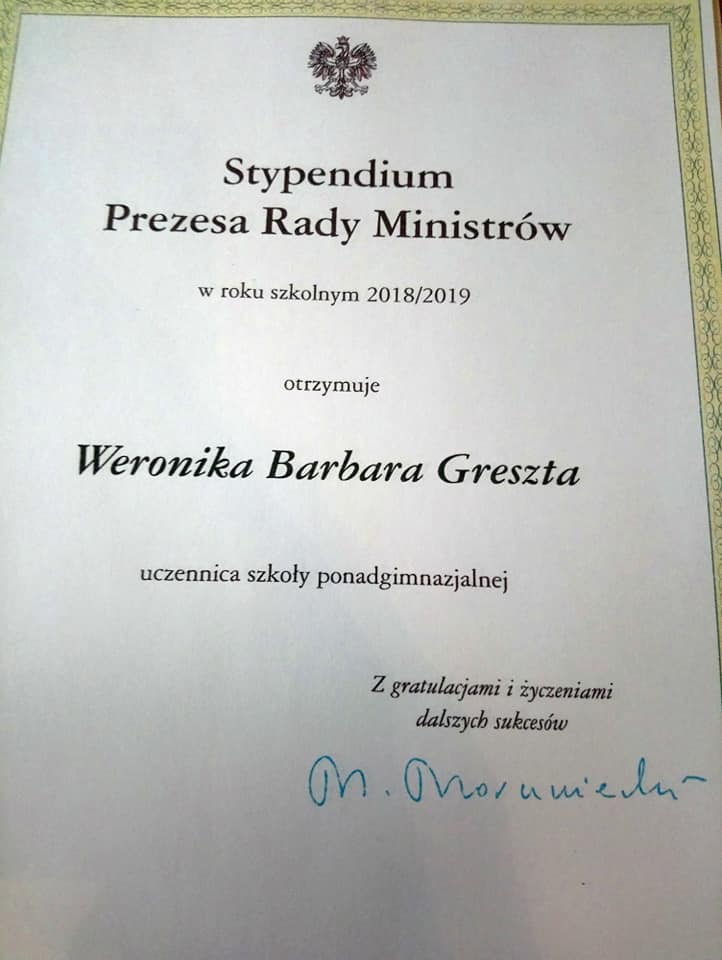 Stypendium
Prezesa Rady Ministrów
w roku szkolnym 2018/2019
otrzymuje
Weronika Barbara Greszta
uczennica szkoły ponadgimnazjalnej
Z gratulacjami i życzeniami
dalszych sukcesów
M. Morawiecki